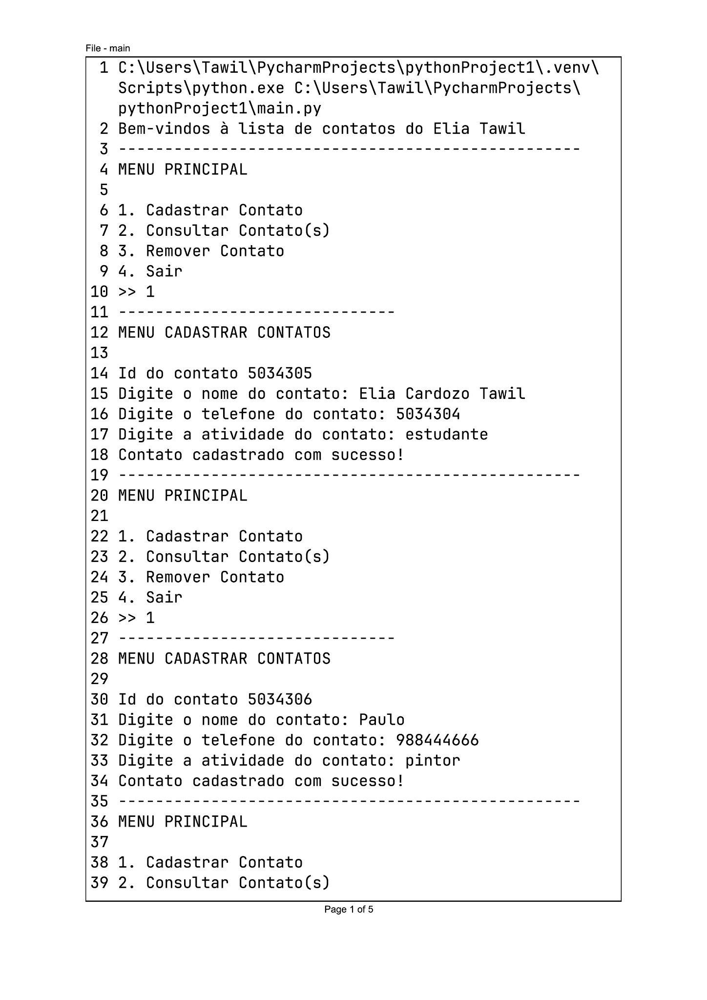 File - main
1 C:\Users\Tawil\PycharmProjects\pythonProject1\.venv\
Scripts\python.exe C:\Users\Tawil\PycharmProjects\
pythonProject1\main.py
2 Bem-vindos à lista de contatos do Elia Tawil
3 --------------------------------------------------
4 MENU PRINCIPAL
5
6 1. Cadastrar Contato
7 2. Consultar Contato(s)
8 3. Remover Contato
9 4. Sair
10 >> 1
11 ------------------------------
12 MENU CADASTRAR CONTATOS
13
14 Id do contato 5034305
15 Digite o nome do contato: Elia Cardozo Tawil
16 Digite o telefone do contato: 5034304
17 Digite a atividade do contato: estudante
18 Contato cadastrado com sucesso!
19 --------------------------------------------------
20 MENU PRINCIPAL
21
22 1. Cadastrar Contato
23 2. Consultar Contato(s)
24 3. Remover Contato
25 4. Sair
26 >> 1
27 ------------------------------
28 MENU CADASTRAR CONTATOS
29
30 Id do contato 5034306
31 Digite o nome do contato: Paulo
32 Digite o telefone do contato: 988444666
33 Digite a atividade do contato: pintor
34 Contato cadastrado com sucesso!
35 --------------------------------------------------
36 MENU PRINCIPAL
37
38 1. Cadastrar Contato
39 2. Consultar Contato(s)
Page 1 of 5